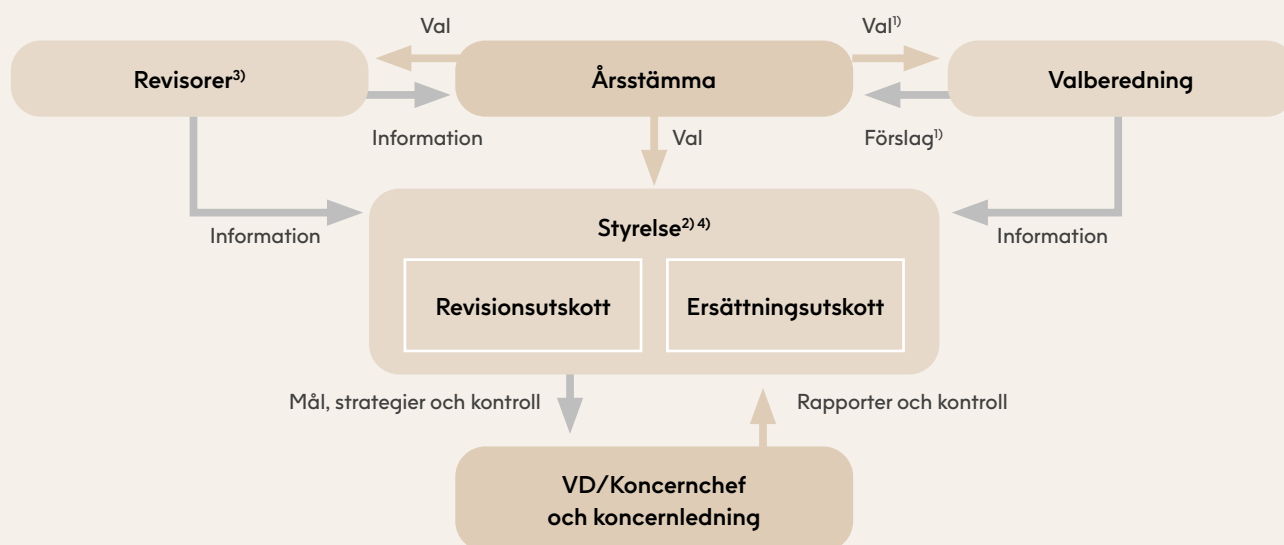 Val
Val¹⁾
Revisorer³⁾
Årsstämma
Valberedning
Information
Val
Förslag¹⁾
Information
Styrelse²⁾ ⁴⁾
Information
Revisionsutskott
Ersättningsutskott
Mål, strategier och kontroll
Rapporter och kontroll
VD/Koncernchef
och koncernledning